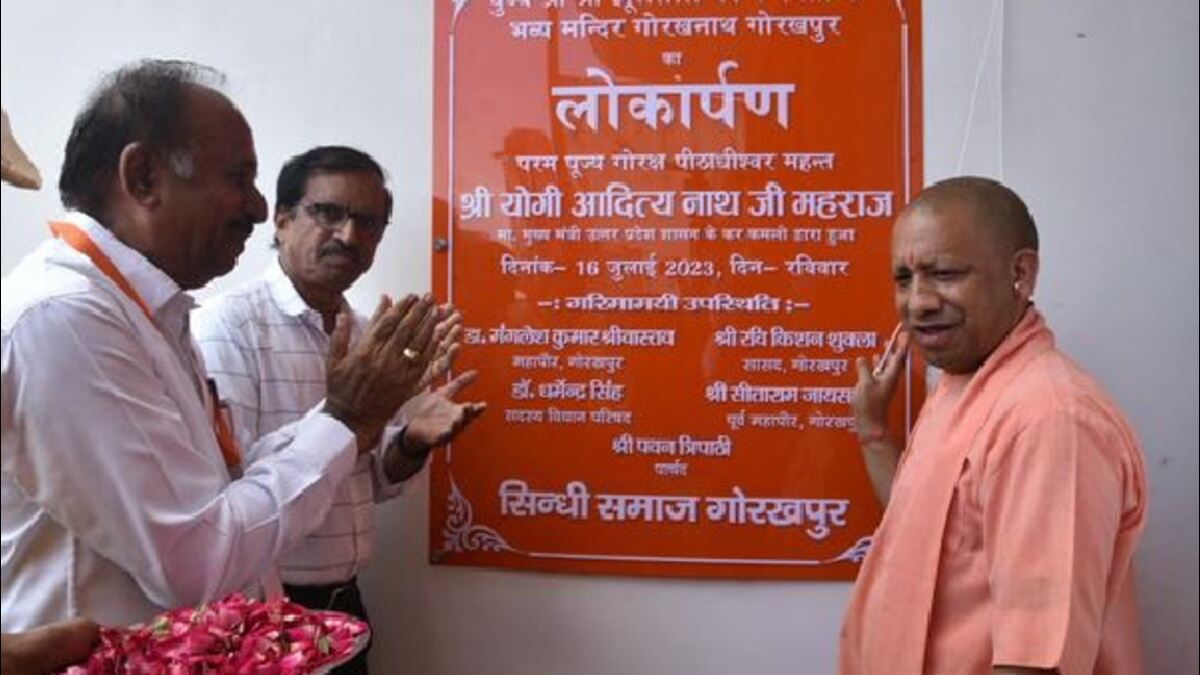 भव्य मन्दिर गोरखनाथ गोरखपुर
का
लोकार्पण
परम पूज्य गोरक्ष पीठाधीश्वर महन्त
श्री योगी आदित्य नाथ जी महराज
मा. मुख्य मंत्री उत्तर प्रदेश शासन के कर कमलो द्वारा हुआ
दिनांक– 16 जुलाई 2023, दिन– रविवार
–: गरिमामयी उपस्थिति :–
डा. मंगलेश कुमार श्रीवास्तव श्री रवि किशन शुक्ला
महापौर, गोरखपुर सांसद, गोरखपुर
डॉ. धर्मेन्द्र सिंह श्री सीताराम
सदस्य विधान परिषद पूर्व महापौर,
श्री पवन त्रिपाठी
पार्षद
सिन्धी समाज गोरखपुर